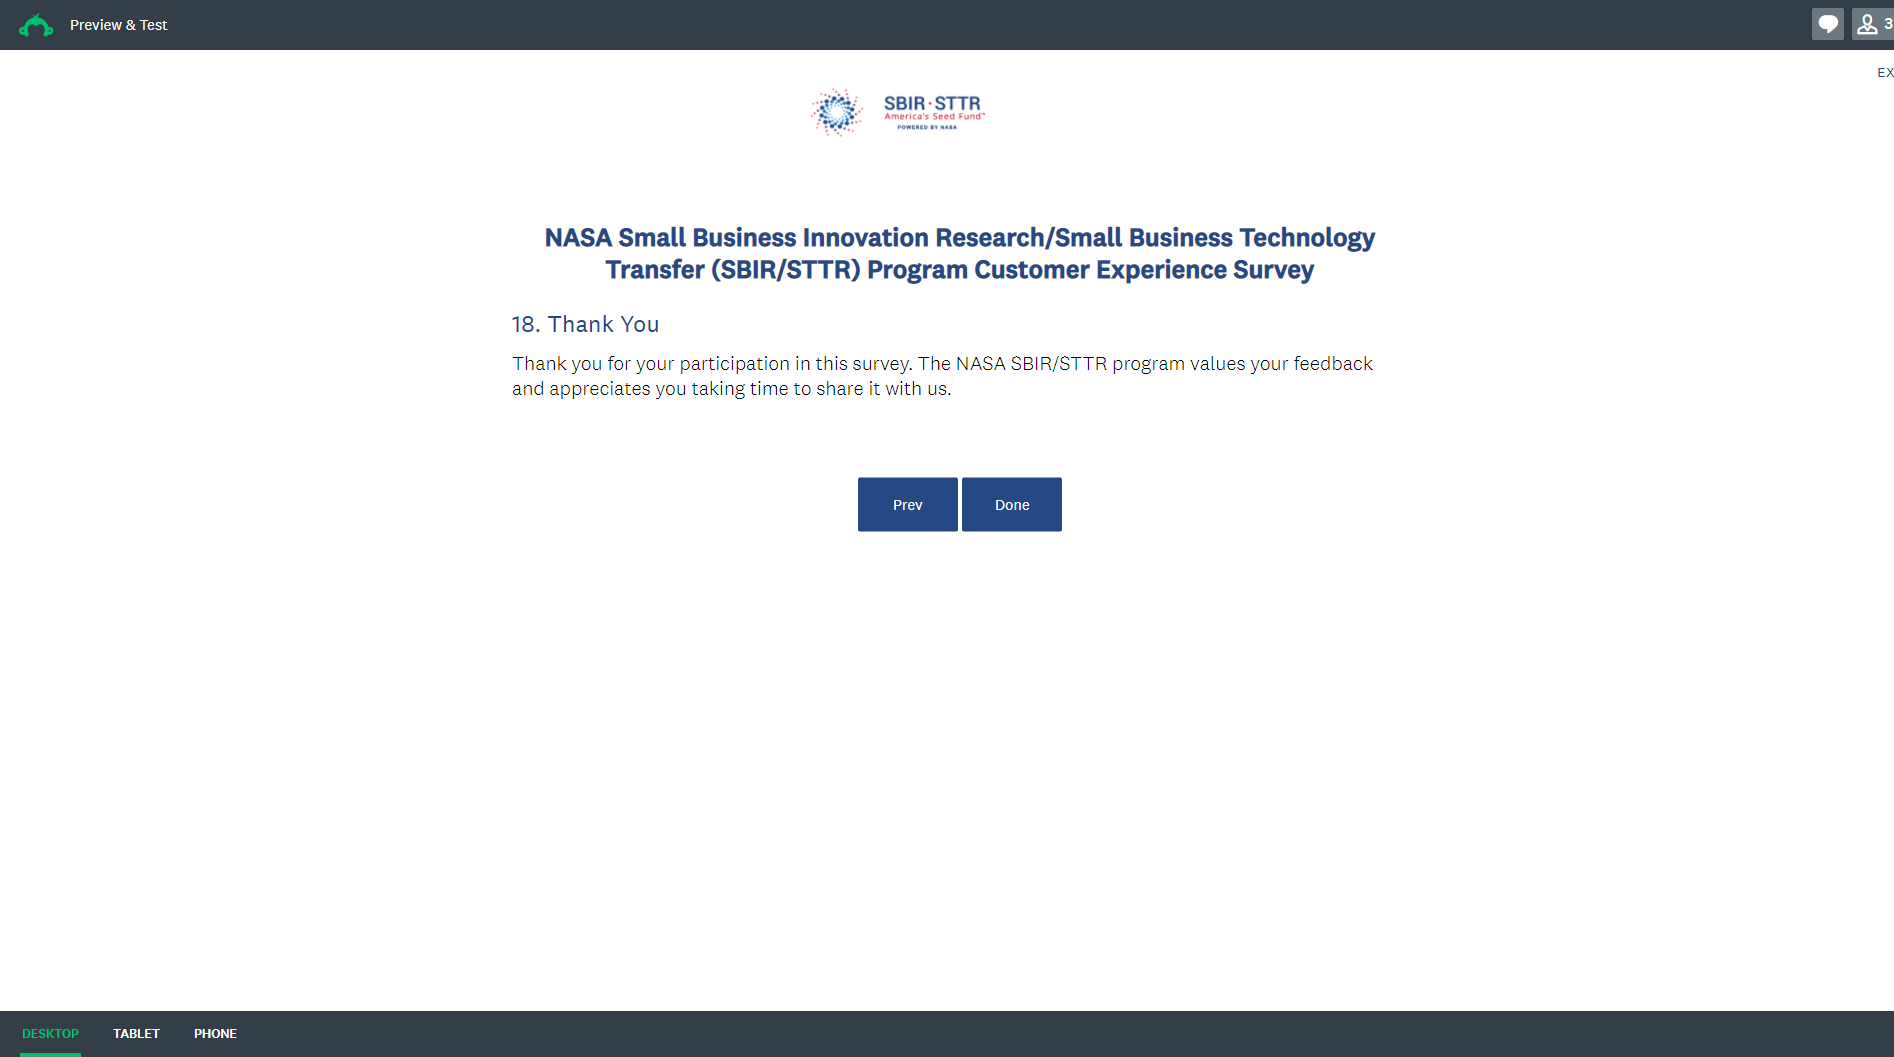 Preview & Test
3
EX
SBIR·STTR
America's Seed Fund™
POWERED BY NASA
NASA Small Business Innovation Research/Small Business Technology
Transfer (SBIR/STTR) Program Customer Experience Survey
18. Thank You
Thank you for your participation in this survey. The NASA SBIR/STTR program values your feedback
and appreciates you taking time to share it with us.
Prev Done
DESKTOP TABLET PHONE